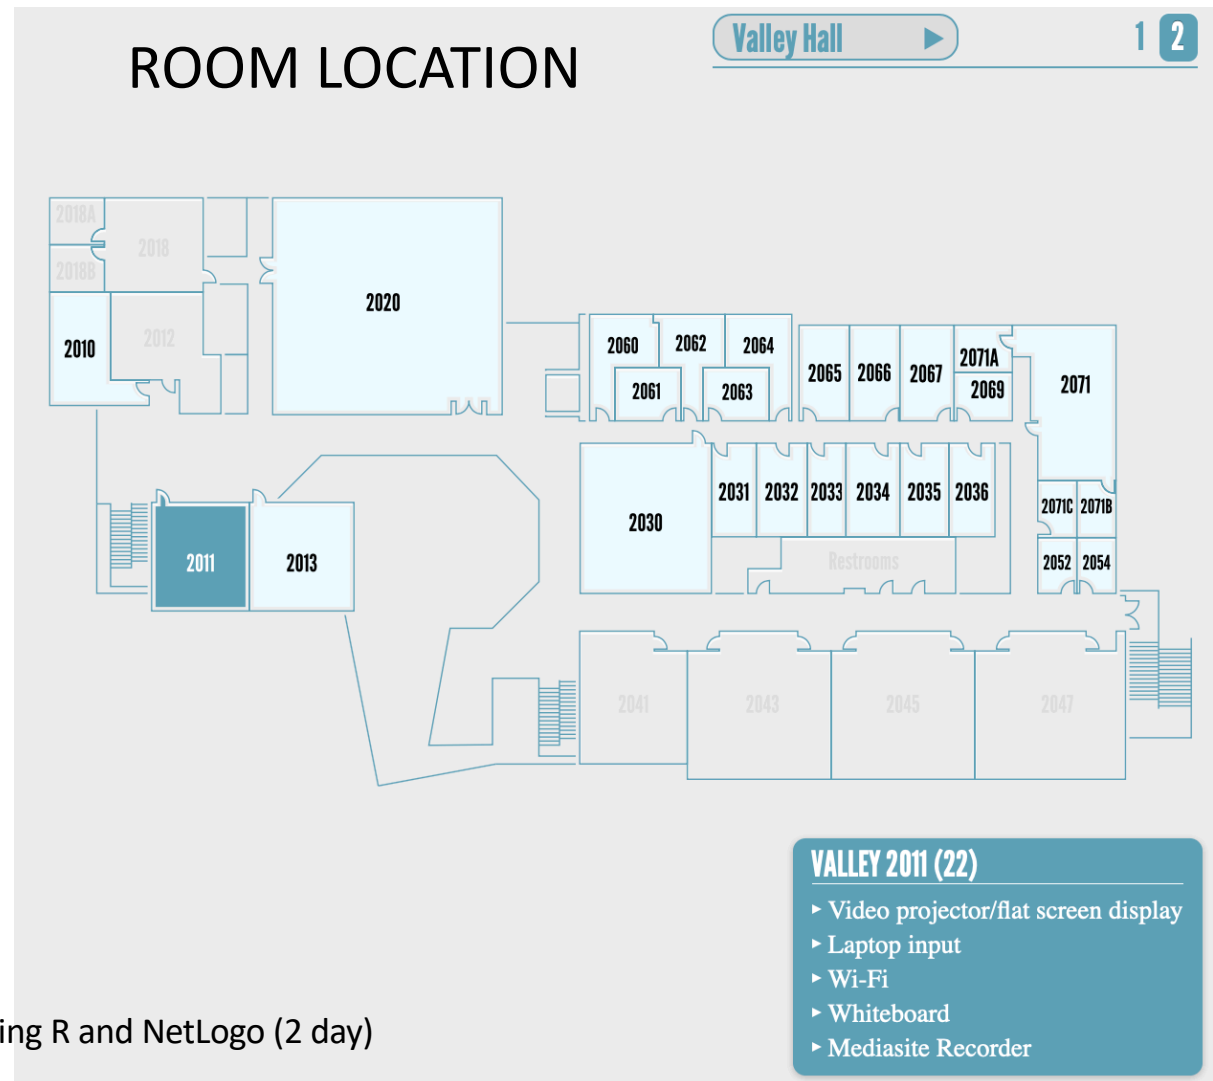 ROOM LOCATION
Valley Hall
1 2
2018A
2018
2018B
2010
2012
2020
2060
2062
2064
2061
2063
2065
2066
2067
2071A
2069
2071
2030
2031
2032
2033
2034
2035
2036
2071C
2071B
2052
2054
Restrooms
2011
2013
2041
2043
2045
2047
VALLEY 2011 (22)
▸ Video projector/flat screen display
▸ Laptop input
▸ Wi-Fi
▸ Whiteboard
▸ Mediasite Recorder
ing R and NetLogo (2 day)